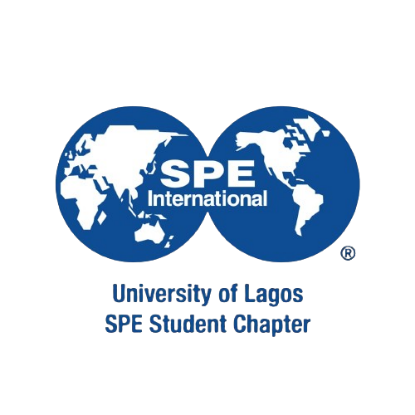 SPE
International
®
University of Lagos
SPE Student Chapter